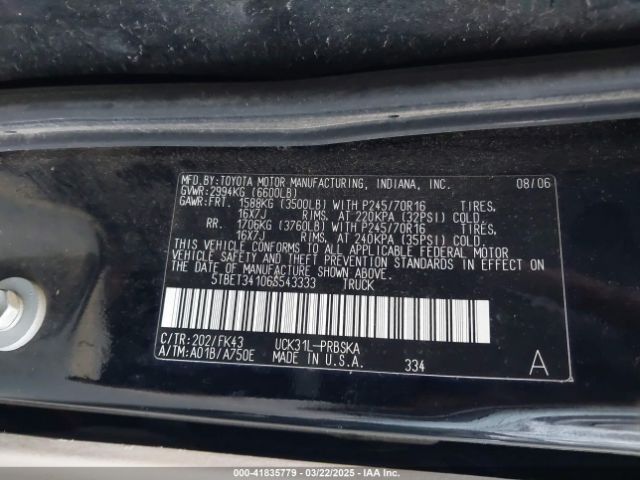 MFD.BY:TOYOTA MOTOR MANUFACTURING, INDIANA, INC. 08/06
GVWR:2994KG (6600LB)
GAWR:FRT. 1588KG (3500LB) WITH P245/70R16 TIRES,
16X7J RIMS, AT 220KPA (32PSI) COLD.
RR. 1706KG (3760LB) WITH P245/70R16 TIRES,
16X7J RIMS, AT 240KPA (35PSI) COLD.
THIS VEHICLE CONFORMS TO ALL APPLICABLE FEDERAL MOTOR
VEHICLE SAFETY AND THEFT PREVENTION STANDARDS IN EFFECT
ON THE DATE OF MANUFACTURE SHOWN ABOVE.
5TBET34106S543333 TRUCK
C/TR:202/FK43 UCK31L-PRBSKA
A/TM:A01B/A750E MADE IN U.S.A. 334 A
000-41835779 - 03/22/2025 - IAA Inc.